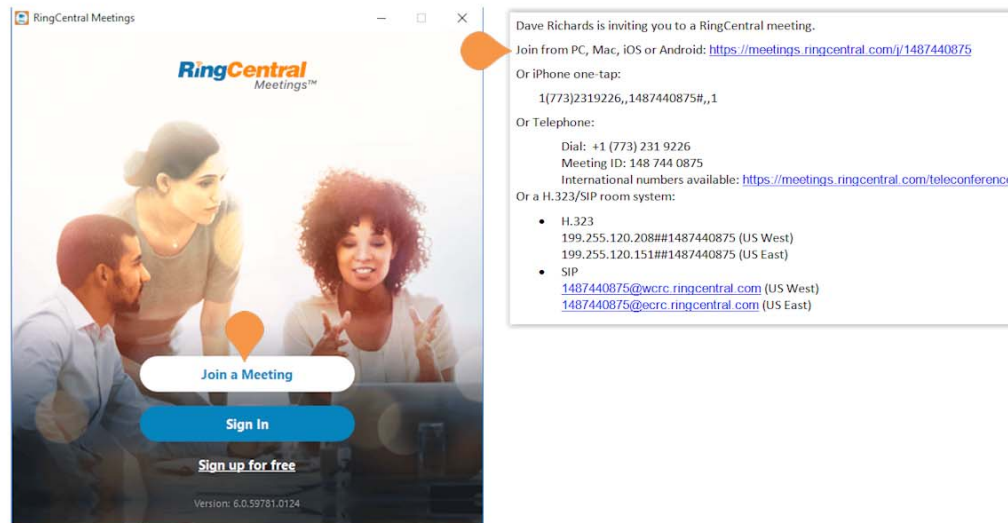 RingCentral Meetings
RingCentral
Meetings™
Join a Meeting
Sign In
Sign up for free
Version: 6.0.59781.0124
Dave Richards is inviting you to a RingCentral meeting.
Join from PC, Mac, iOS or Android: https://meetings.ringcentral.com/j/1487440875
Or iPhone one-tap:
1(773)2319226,,1487440875#,,1
Or Telephone:
Dial: +1 (773) 231 9226
Meeting ID: 148 744 0875
International numbers available: https://meetings.ringcentral.com/teleconference
Or a H.323/SIP room system:
• H.323
199.255.120.208##1487440875 (US West)
199.255.120.151##1487440875 (US East)
• SIP
1487440875@wcrc.ringcentral.com (US West)
1487440875@ecrc.ringcentral.com (US East)